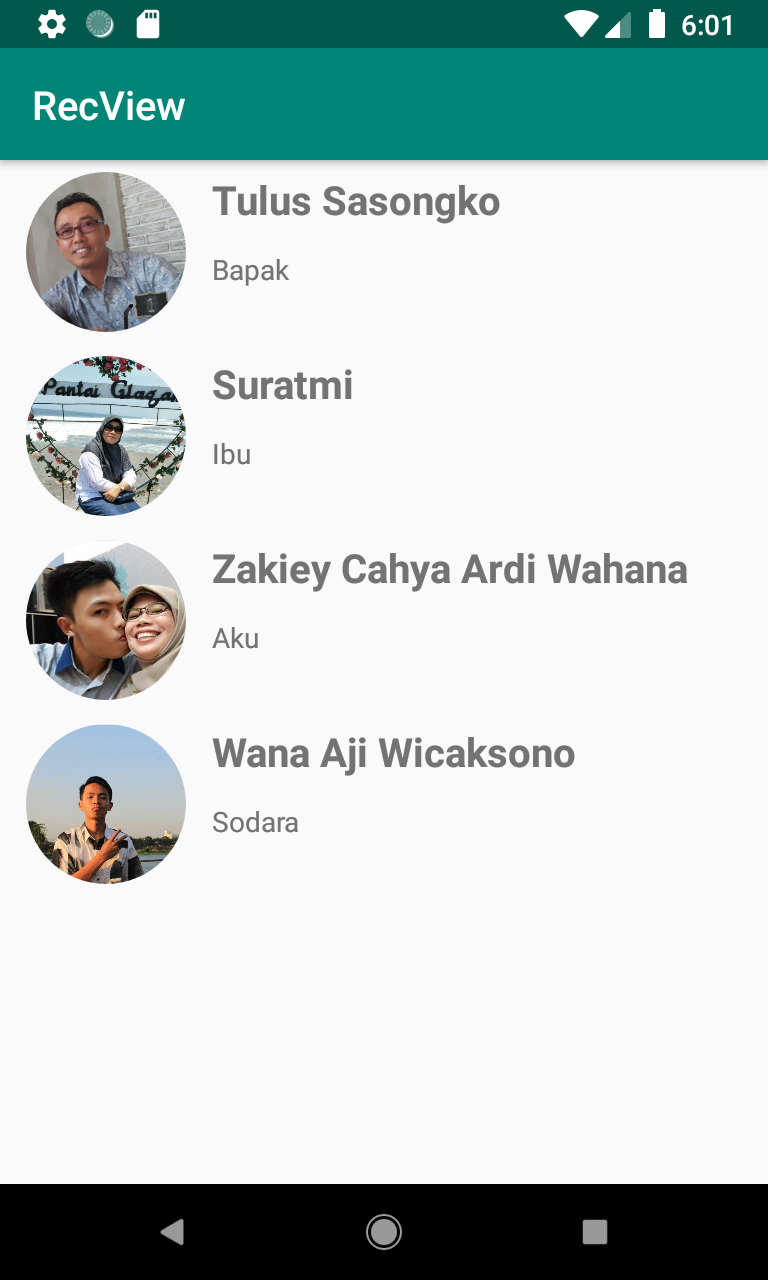 6:01
RecView
Tulus Sasongko
Bapak
Pantai Glagah
Suratmi
Ibu
Zakiey Cahya Ardi Wahana
Aku
Wana Aji Wicaksono
Sodara